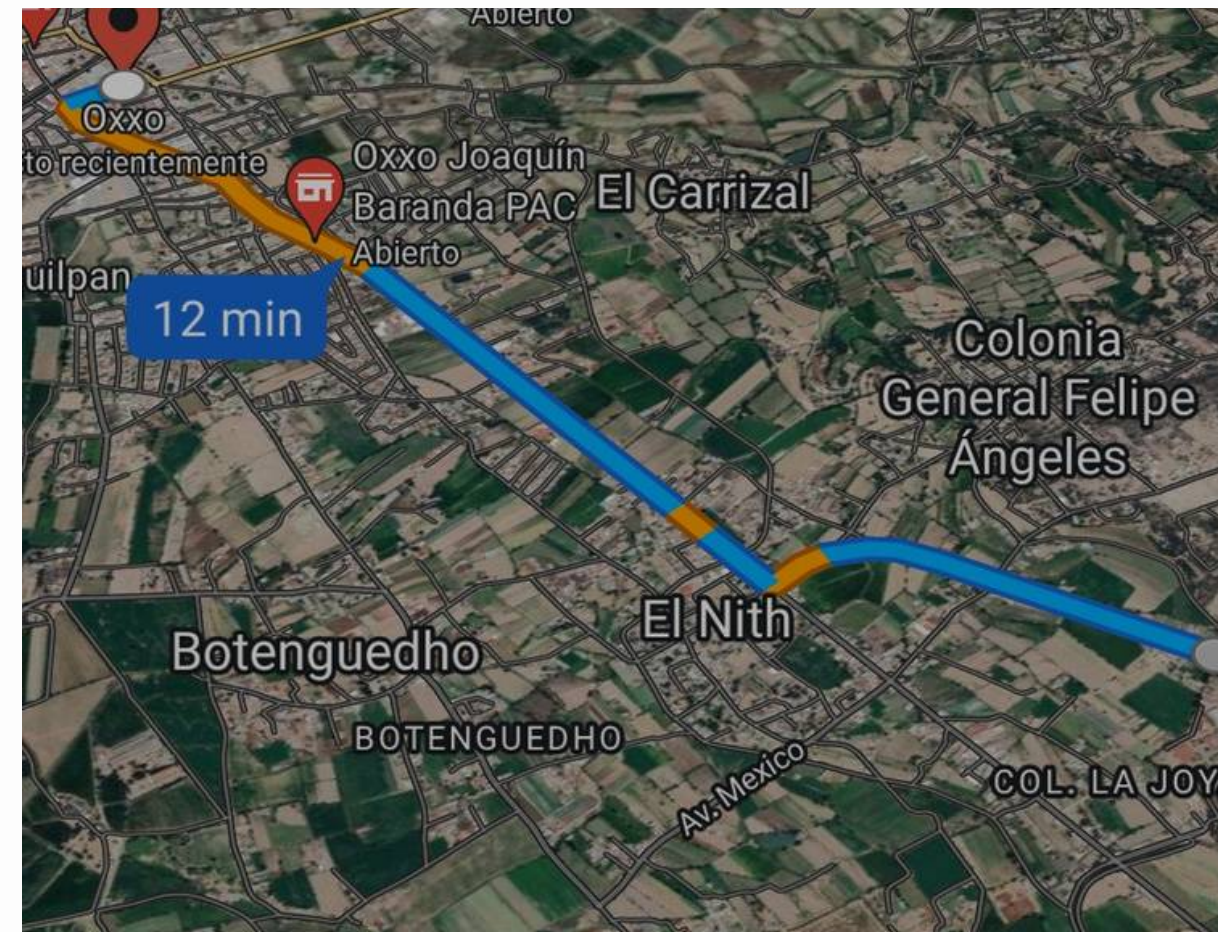 Abierto
Oxxo
to recientemente
Oxxo Joaquín
Baranda PAC
Abierto
El Carrizal
uilpan
12 min
Colonia
General Felipe
Ángeles
El Nith
Botenguedho
BOTENGUEDHO
Av. Mexico
COL. LA JOY